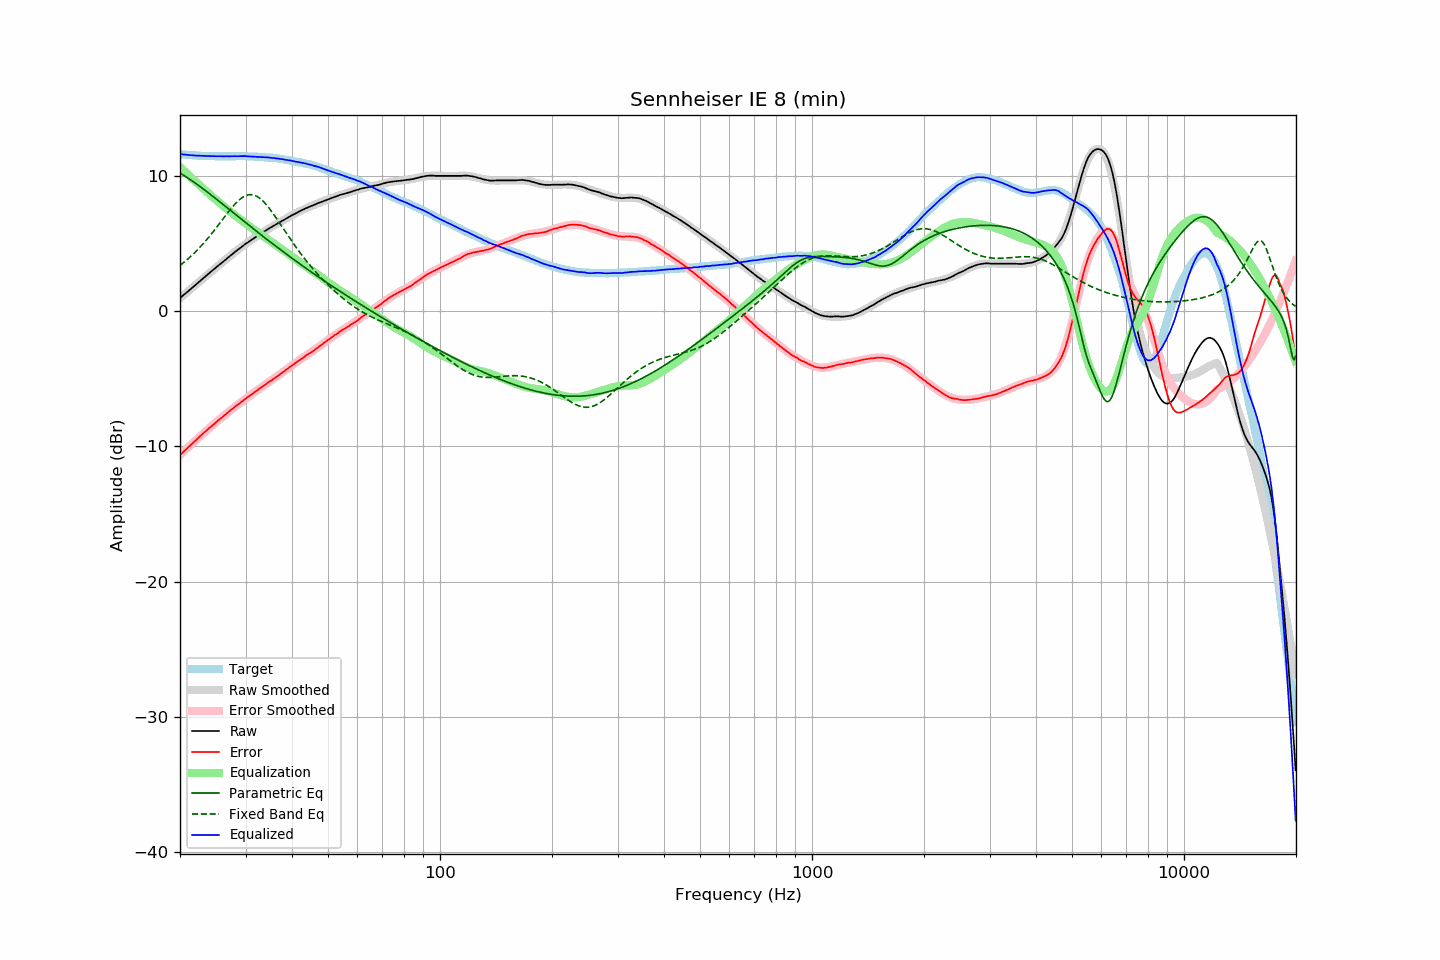 Sennheiser IE 8 (min)
10
0
−10
−20
−30
−40
Amplitude (dBr)
Target
Raw Smoothed
Error Smoothed
Raw
Error
Equalization
Parametric Eq
Fixed Band Eq
Equalized
100
1000
10000
Frequency (Hz)